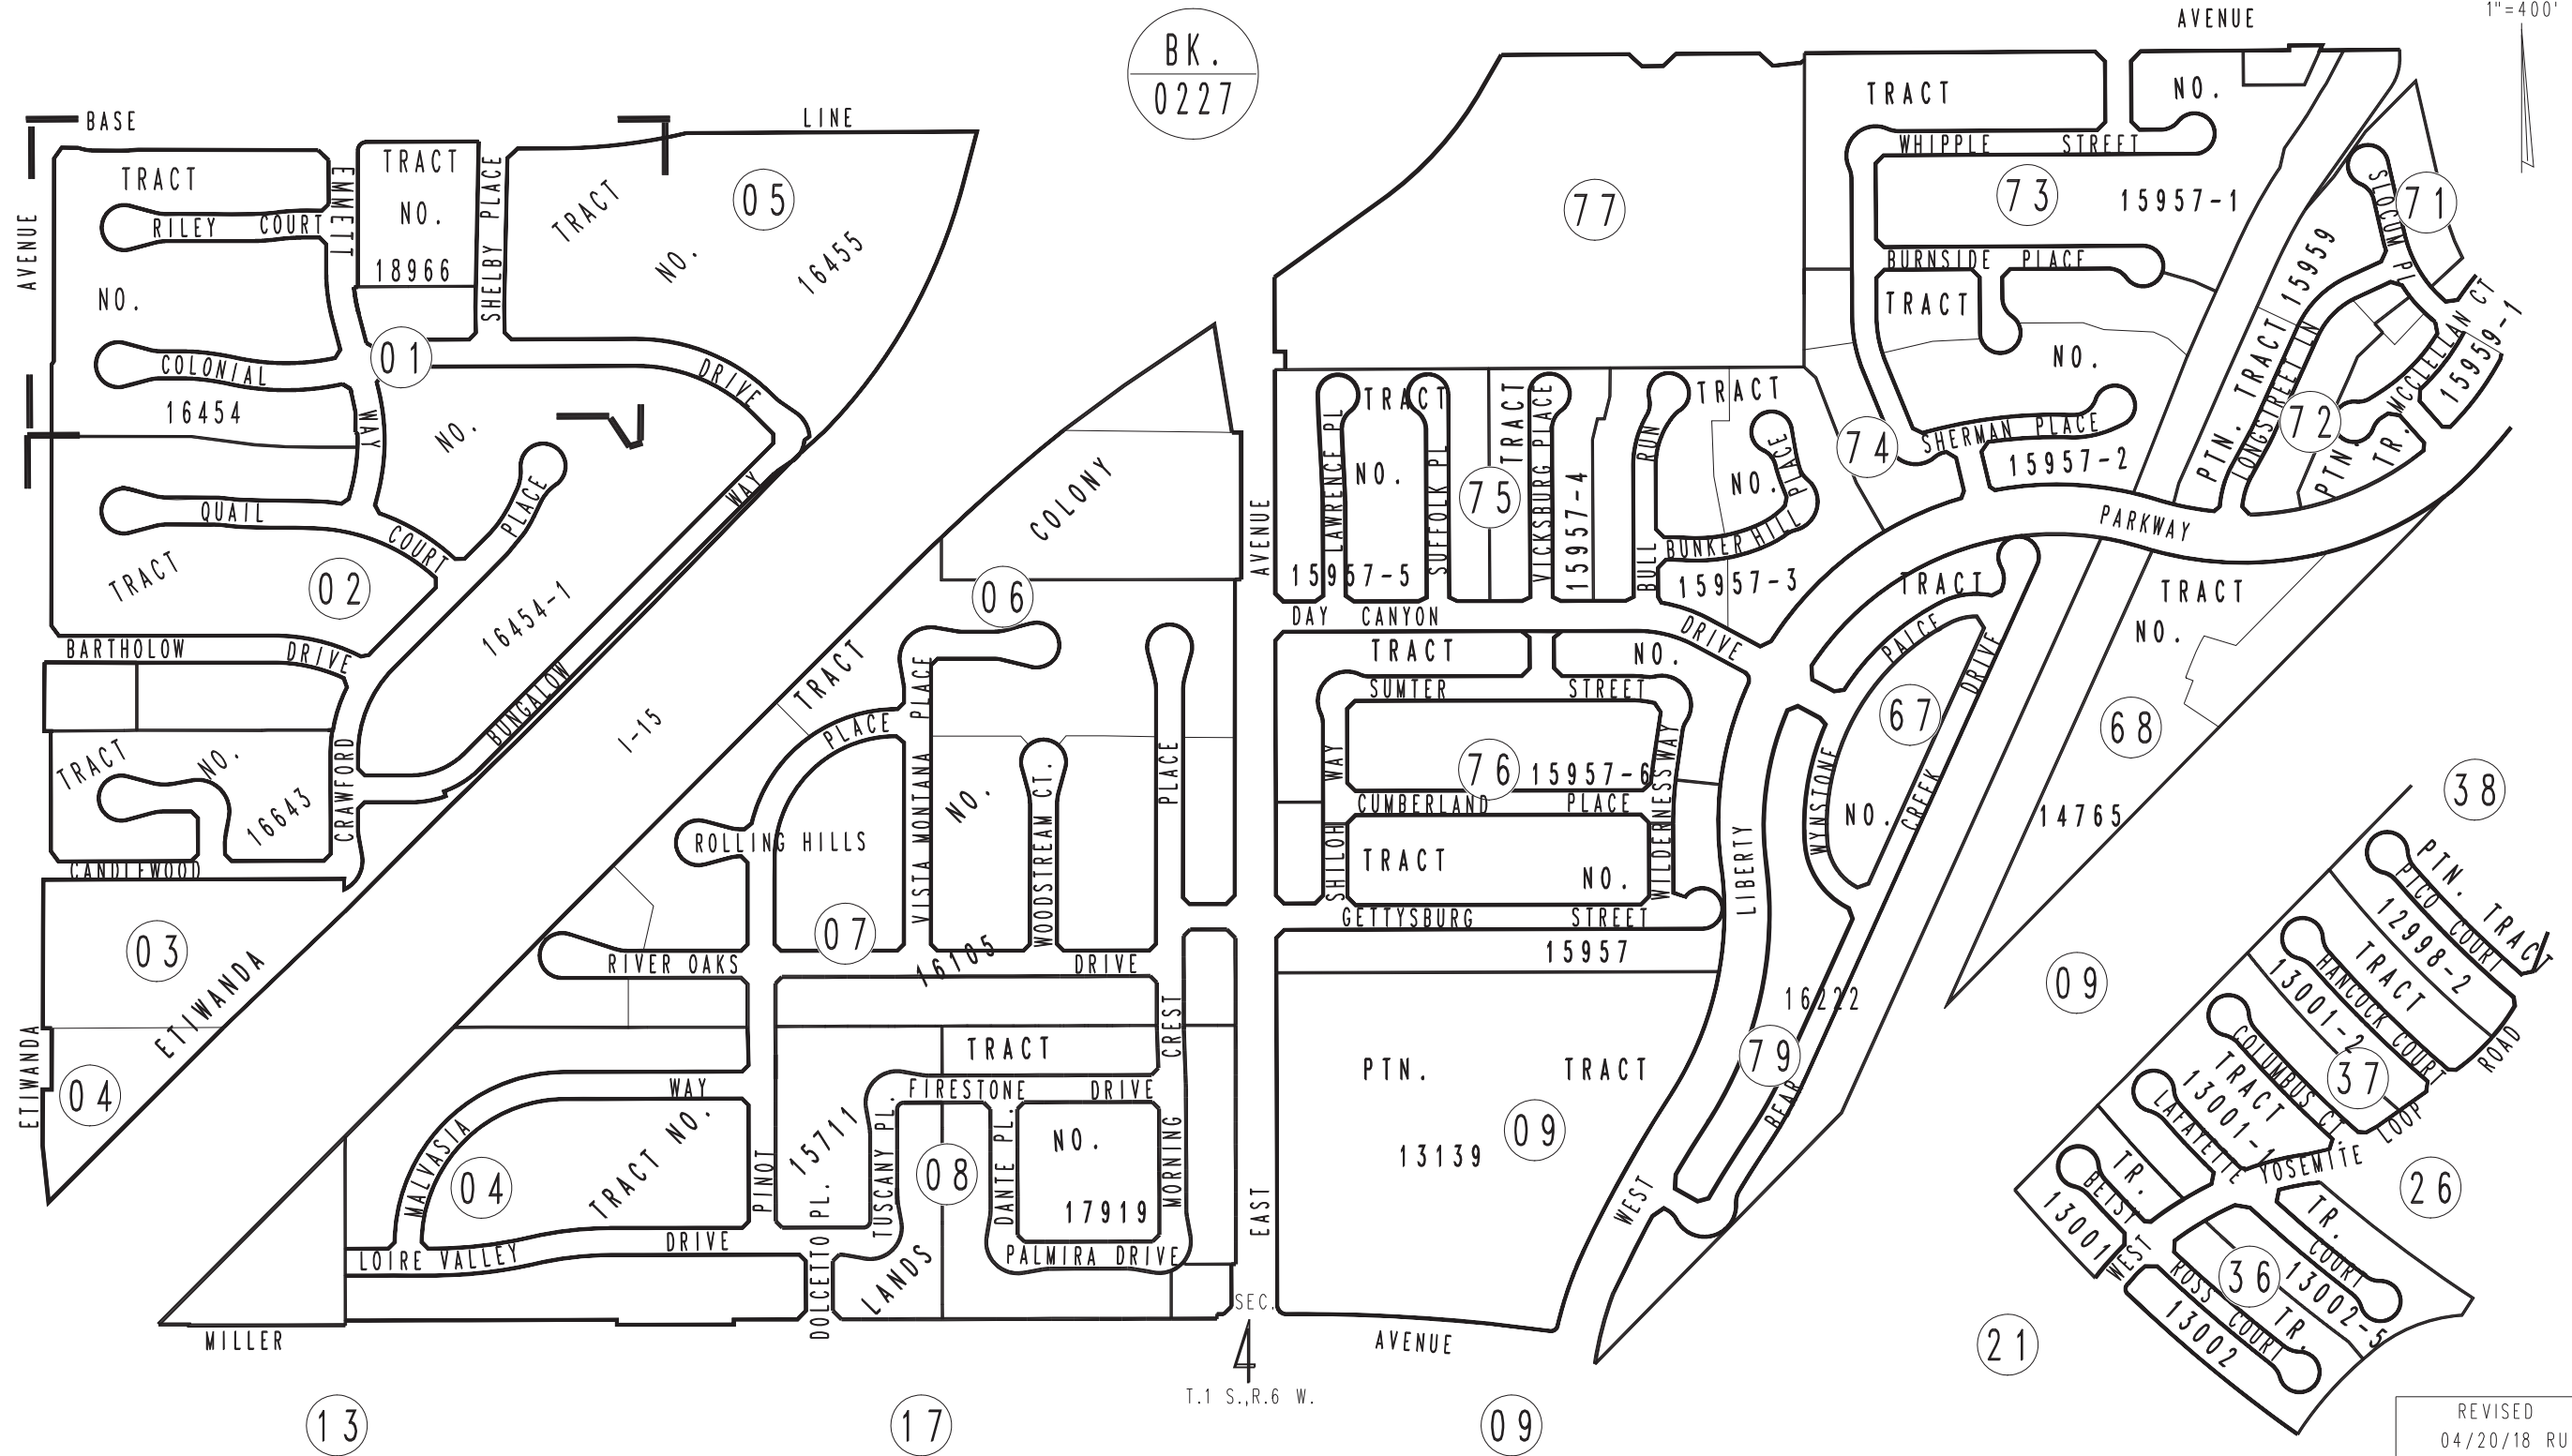 1"=400'
AVENUE
BK.
0227
BASE
LINE
AVENUE
TRACT
NO.
16454
RILEY COURT
EMMETT
WAY
TRACT
NO.
18966
SHELBY PLACE
TRACT
NO.
16455
05
COLONIAL
01
DRIVE
WAY
NO.
16454-1
QUAIL
COURT
PLACE
TRACT
02
BARTHOLOW DRIVE
TRACT
NO.
16643
CRAWFORD
BUNGALOW
CANDLEWOOD
03
ETIWANDA
ETIWANDA
04
I-15
COLONY
06
TRACT
NO.
16105
PLACE
VISTA MONTANA PLACE
PLACE
WOODSTREAM CT.
ROLLING HILLS
07
RIVER OAKS
DRIVE
CREST
MORNING
TRACT
FIRESTONE DRIVE
WAY
MALVASIA
04
TRACT NO.
PINOT
15711
TUSCANY PL.
08
DANTE PL.
NO.
17919
PALMIRA DRIVE
LOIRE VALLEY DRIVE
DOLCETTO PL.
LANDS
MILLER
AVENUE
SEC.
4
T.1 S.,R.6 W.
EAST
AVENUE
77
TRACT
NO.
WHIPPLE STREET
73
15957-1
BURNSIDE PLACE
TRACT
NO.
SHERMAN PLACE
15957-2
74
71
SLOCUM PL
15959
PTN. TRACT
LONGSTREET LN
72
MCCLELLAN CT
15959-1
PTN. TR.
TRACT
NO.
15957-5
LAWRENCE PL
SUFFOLK PL
75
TRACT
VICKSBURG PLACE
15957-4
BULL RUN
TRACT
NO.
BUNKER HILL PLACE
15957-3
DAY CANYON
DRIVE
PARKWAY
TRACT
NO.
SUMTER STREET
76
15957-6
SHILOH WAY
CUMBERLAND PLACE
WILDERNESS WAY
TRACT
NO.
GETTYSBURG STREET
15957
PTN. TRACT
13139
09
TRACT
PALCE
WYNSTONE
67
NO.
16222
BEAR CREEK DRIVE
79
WEST LIBERTY
TRACT
NO.
68
14765
09
38
PTN. TRACT
PICO COURT
12998-2
TRACT
HANCOCK COURT
13001-2
37
COLUMBUS CT.
TRACT
13001-1
LAFAYETTE
YOSEMITE
LOOP
ROAD
TR.
BEIST
13001
WEST
26
TR.
COURT
13002-5
36
ROSS COURT
TR.
13002
21
13
17
09
REVISED
04/20/18 RU